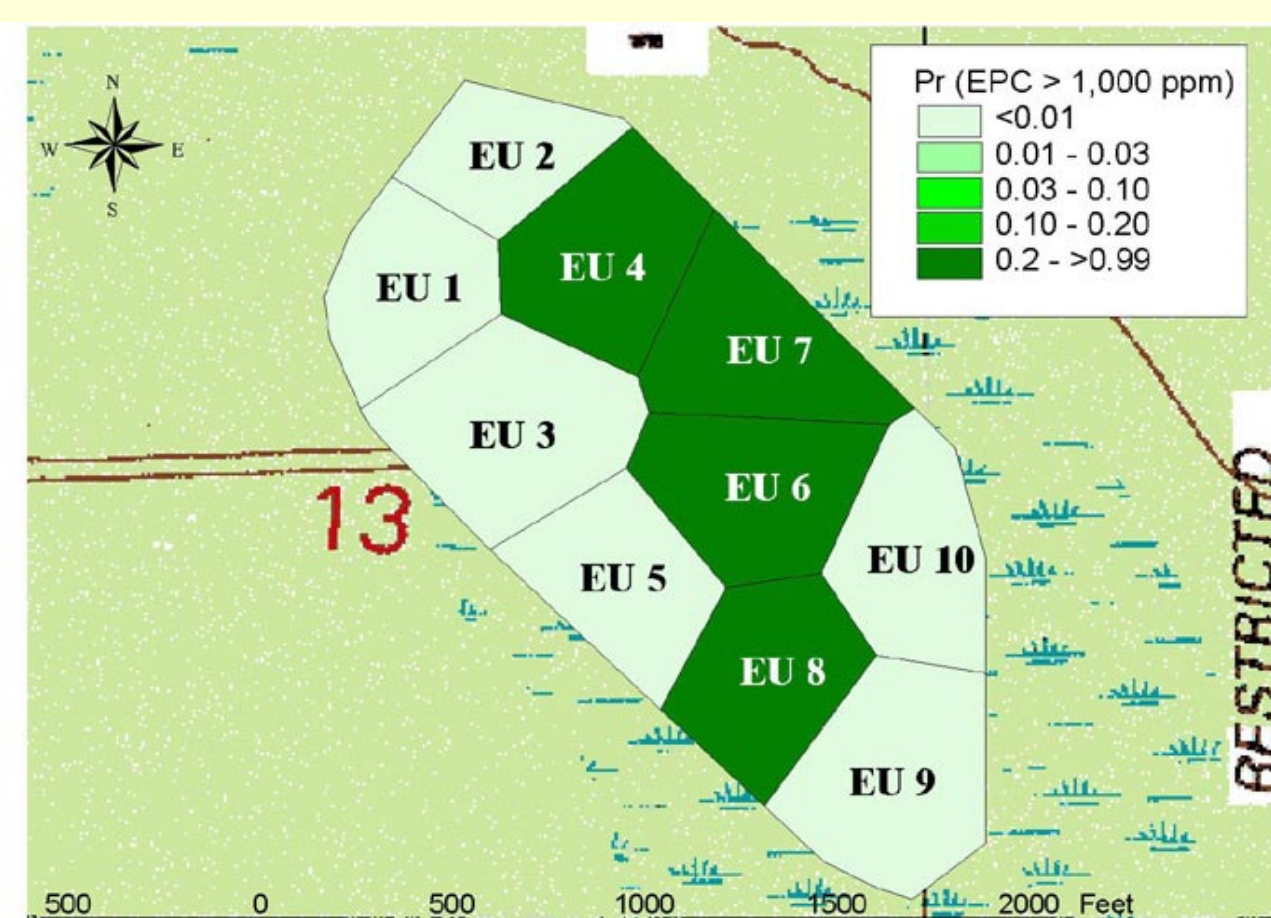 N
W E
S
Pr (EPC > 1,000 ppm)
<0.01
0.01 - 0.03
0.03 - 0.10
0.10 - 0.20
0.2 - >0.99
EU 2
EU 4
EU 1
EU 7
EU 3
EU 6
13
EU 10
EU 5
EU 8
EU 9
RESTRICTED
500 0 500 1000 1500 2000 Feet